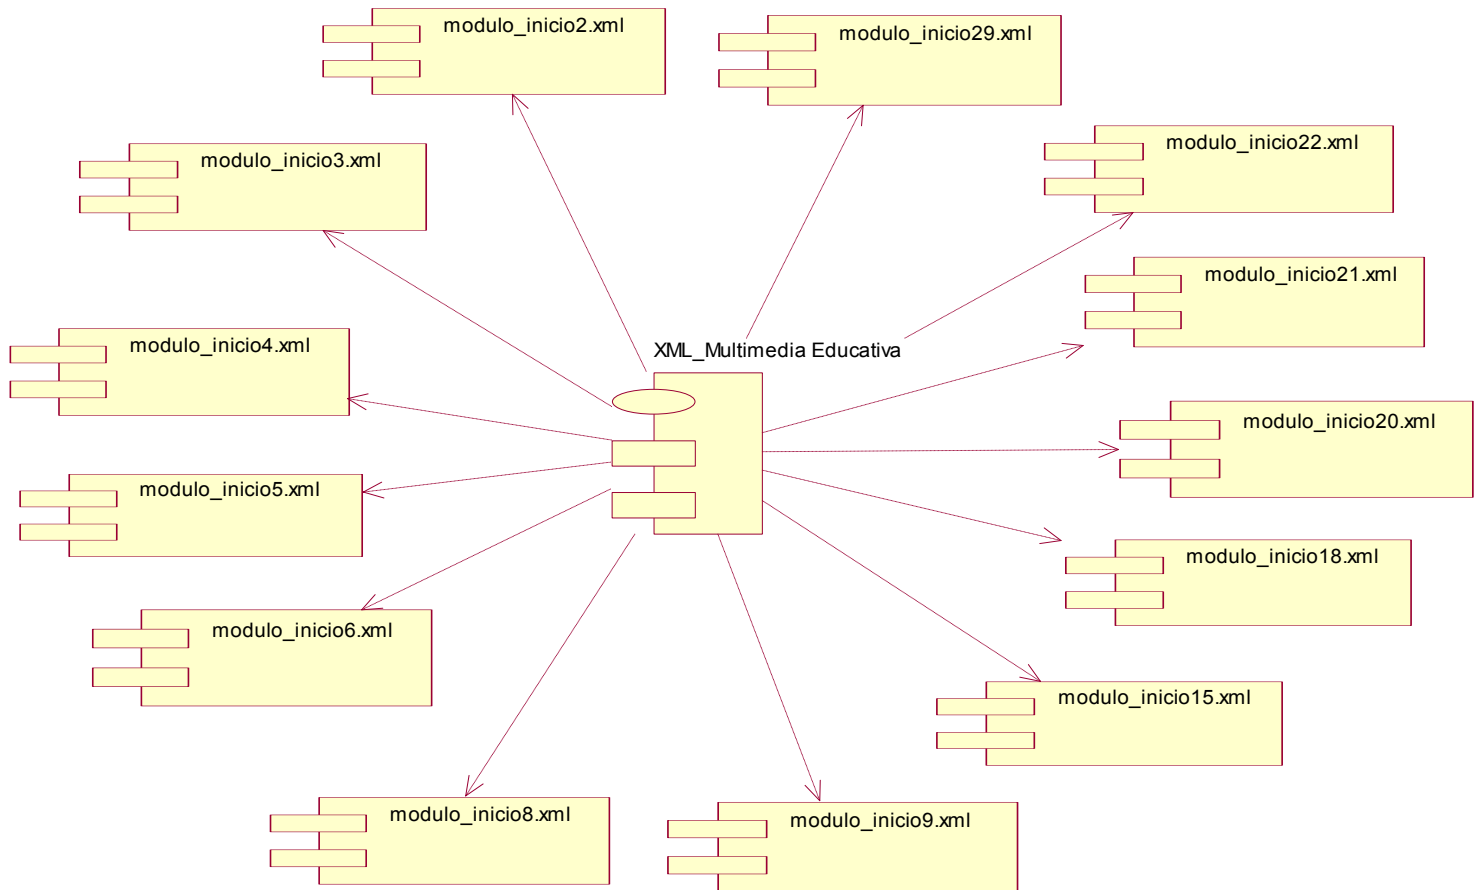 modulo_inicio2.xml
modulo_inicio29.xml
modulo_inicio22.xml
modulo_inicio3.xml
modulo_inicio21.xml
modulo_inicio4.xml
XML_Multimedia Educativa
modulo_inicio20.xml
modulo_inicio5.xml
modulo_inicio18.xml
modulo_inicio6.xml
modulo_inicio15.xml
modulo_inicio8.xml
modulo_inicio9.xml